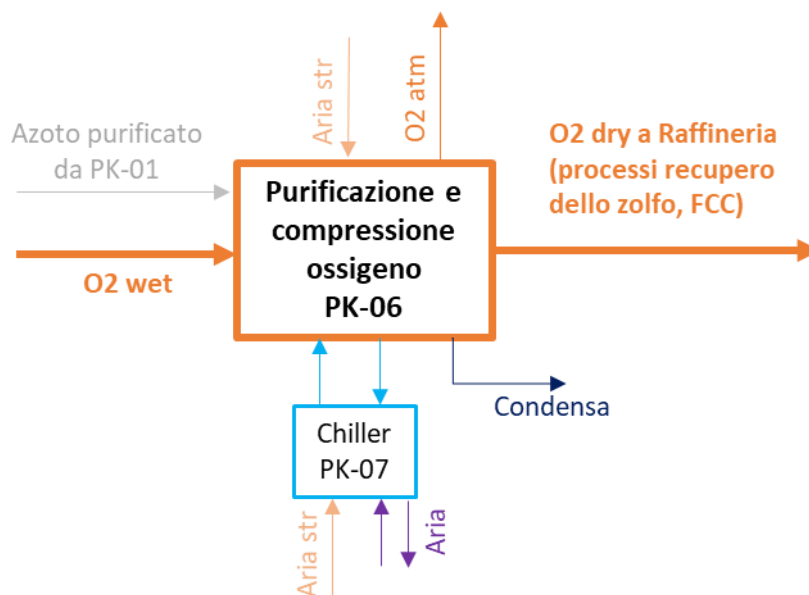 Aria str
O2 atm
Azoto purificato
da PK-01
O2 dry a Raffineria
(processi recupero
dello zolfo, FCC)
Purificazione e
compressione
ossigeno
PK-06
O2 wet
Condensa
Chiller
PK-07
Aria str
Aria